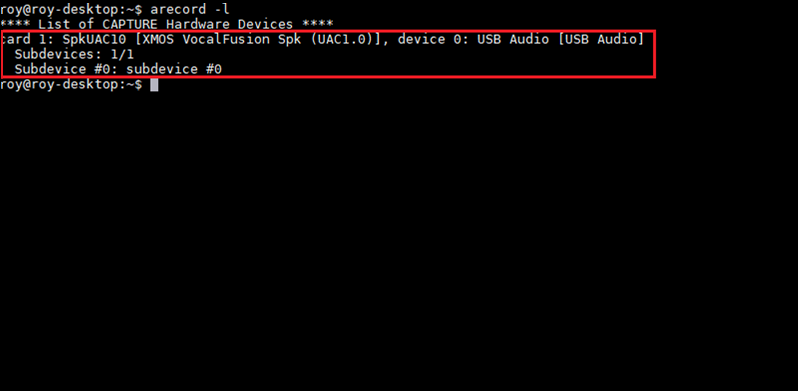 roy@roy-desktop:~$ arecord -l
**** List of CAPTURE Hardware Devices ****
card 1: SpkUAC10 [XMOS VocalFusion Spk (UAC1.0)], device 0: USB Audio [USB Audio]
  Subdevices: 1/1
  Subdevice #0: subdevice #0
roy@roy-desktop:~$